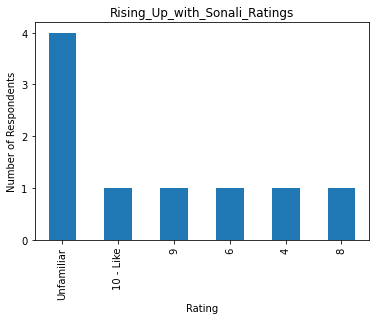 Rising_Up_with_Sonali_Ratings
Number of Respondents
4
3
2
1
0
Unfamiliar
10 - Like
9
6
4
8
Rating